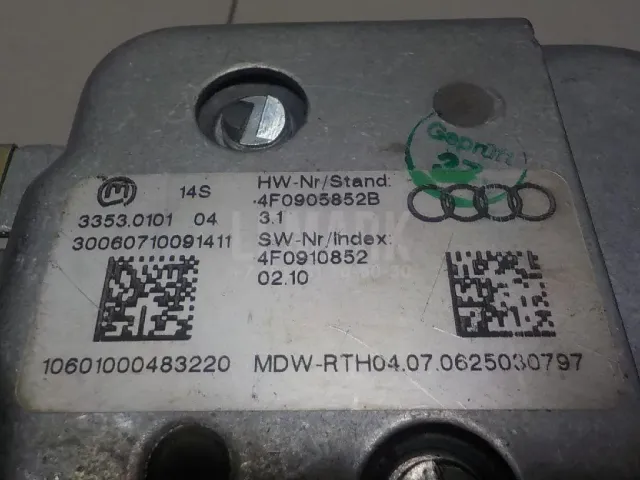 Geprüft
27
M 14S
3353.0101 04
30060710091411
HW-Nr/Stand:
4F0905852B
3.1
SW-Nr/Index:
4F0910852
02.10
10601000483220 MDW-RTH04.07.0625030797